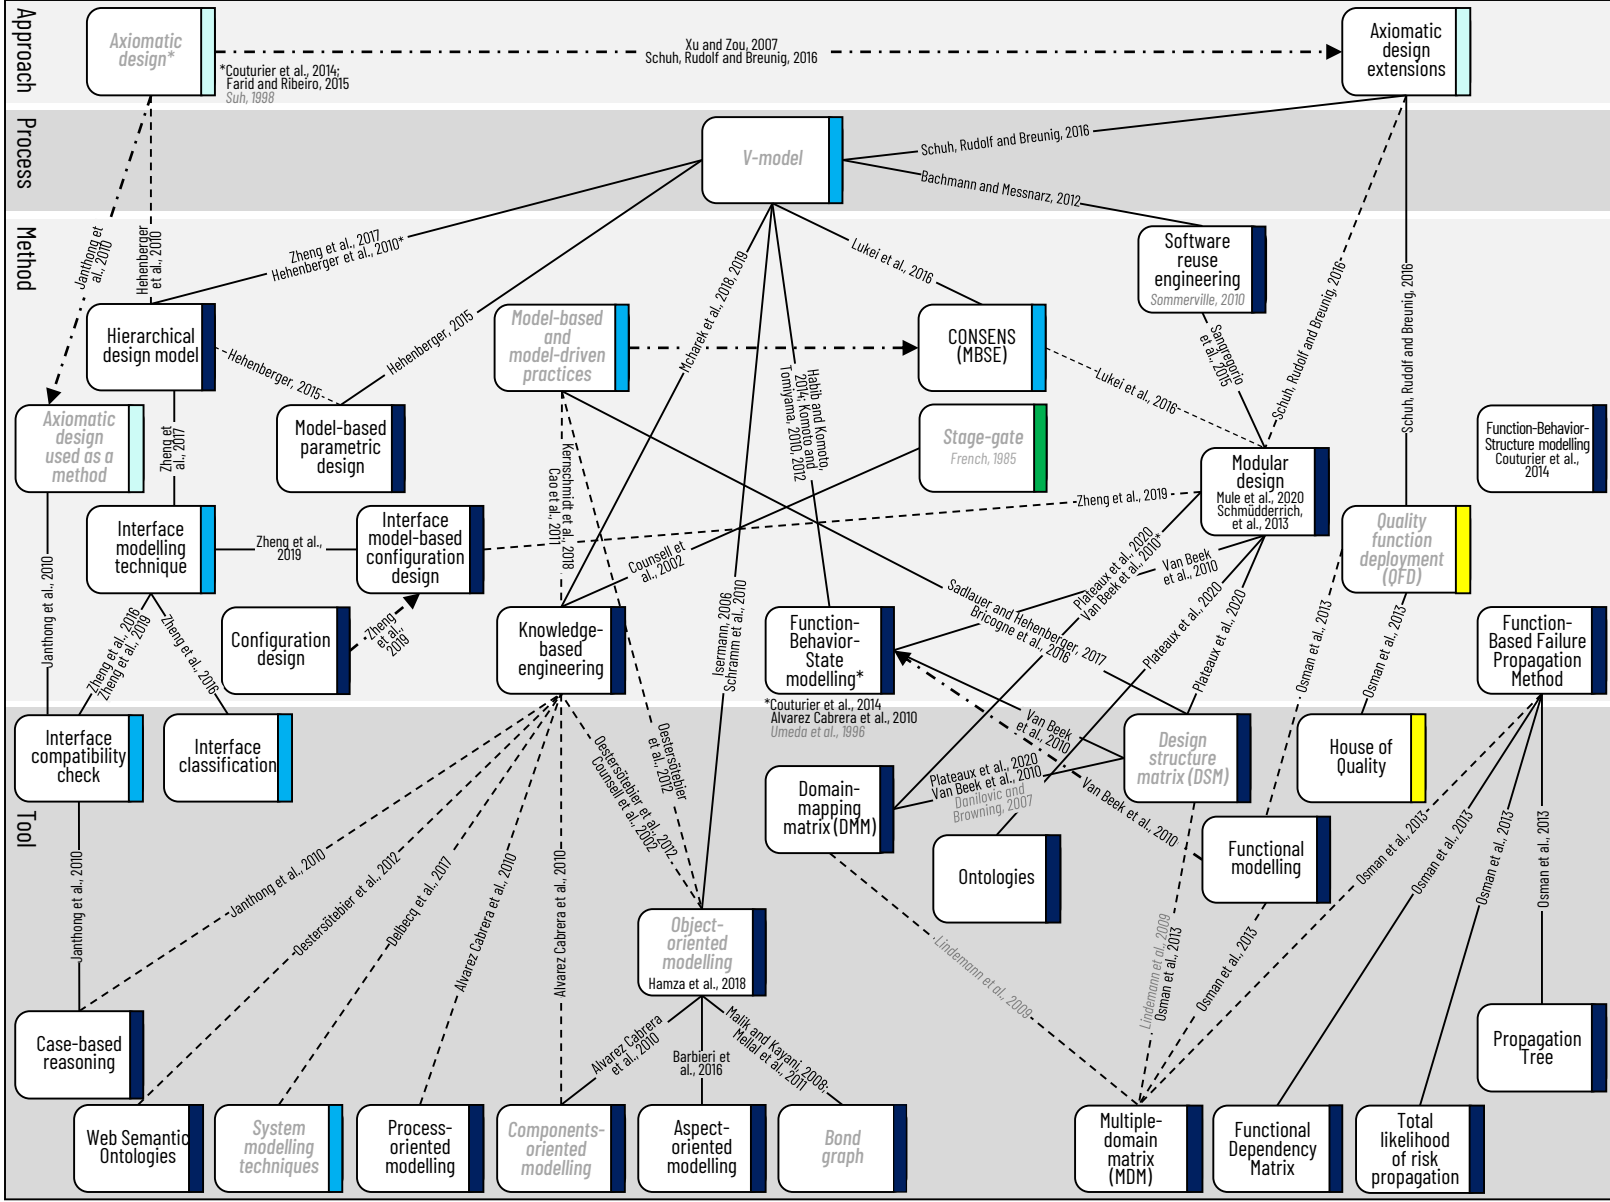 Approach
Axiomatic
design*
*Couturier et al., 2014;
Farid and Ribeiro, 2015
Suh, 1998
Xu and Zou, 2007
Schuh, Rudolf and Breunig, 2016
Axiomatic
design
extensions
Process
V-model
Schuh, Rudolf and Breunig, 2016
Bachmann and Messnarz, 2012
Method
Janthong et
al., 2010
Hehenberger
et al., 2010
Zheng et al., 2017
Hehenberger et al., 2010*
Hehenberger, 2015
Mcharek et al., 2018, 2019
Lukei et al., 2016
Software
reuse
engineering
Sommerville, 2010
Schuh, Rudolf and Breunig, 2016
Schuh, Rudolf and Breunig, 2016
Hierarchical
design model
Hehenberger, 2015
Model-based
and
model-driven
practices
CONSENS
(MBSE)
Sangregorio
et al., 2015
Lukei et al., 2016
Habib and Komoto,
2014; Komoto and
Tomiyama, 2010, 2012
Axiomatic
design
used as a
method
Zheng et
al., 2017
Model-based
parametric
design
Stage-gate
French, 1985
Function-Behavior-
Structure modelling
Couturier et al.,
2014
Kernschmidt et al., 2018
Cao et al., 2011
Modular
design
Mule et al., 2020
Schmüdderrich,
et al., 2013
Zheng et al., 2019
Interface
modelling
technique
Zheng et al.,
2019
Interface
model-based
configuration
design
Quality
function
deployment
(QFD)
Counsell et
al., 2002
Plateaux et al., 2020
Van Beek et al., 2010*
Van Beek
et al., 2010
Janthong et al., 2010
Zheng et al., 2016
Zheng et al., 2019
Zheng et al., 2016
Configuration
design
Zheng
et al.,
2019
Knowledge-
based
engineering
Isermann, 2006
Schramm et al., 2010
Function-
Behavior-
State
modelling*
*Couturier et al., 2014
Alvarez Cabrera et al., 2010
Umeda et al., 1996
Sadlauer and Hehenberger, 2017
Bricogne et al., 2016
Plateaux et al., 2020
Plateaux et al., 2020
Osman et al., 2013
Osman et al., 2013
Function-
Based Failure
Propagation
Method
Tool
Interface
compatibility
check
Interface
classification
Oestersötebier et al., 2012
Counsell et al., 2002
Oestersötebier
et al., 2012
Van Beek
et al., 2010
Design
structure
matrix (DSM)
House of
Quality
Domain-
mapping
matrix (DMM)
Plateaux et al., 2020
Van Beek et al., 2010
Danilovic and
Browning, 2007
Van Beek et al., 2010
Functional
modelling
Ontologies
Janthong et al., 2010
Janthong et al., 2010
Oestersötebier et al., 2012
Delbecq et al., 2017
Alvarez Cabrera et al., 2010
Alvarez Cabrera et al., 2010
Osman et al., 2013
Osman et al., 2013
Osman et al., 2013
Osman et al., 2013
Object-
oriented
modelling
Hamza et al., 2018
Lindemann et al., 2009
Lindemann et al., 2009
Osman et al., 2013
Osman et al., 2013
Case-based
reasoning
Alvarez Cabrera
et al., 2010
Barbieri et
al., 2016
Malik and Kayani, 2008;
Mellal et al., 2011
Propagation
Tree
Web Semantic
Ontologies
System
modelling
techniques
Process-
oriented
modelling
Components-
oriented
modelling
Aspect-
oriented
modelling
Bond
graph
Multiple-
domain
matrix
(MDM)
Functional
Dependency
Matrix
Total
likelihood
of risk
propagation